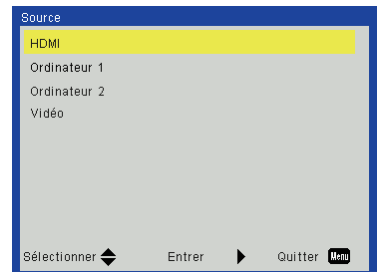 Source
HDMI
Ordinateur 1
Ordinateur 2
Vidéo
Sélectionner Entrer Quitter Menu